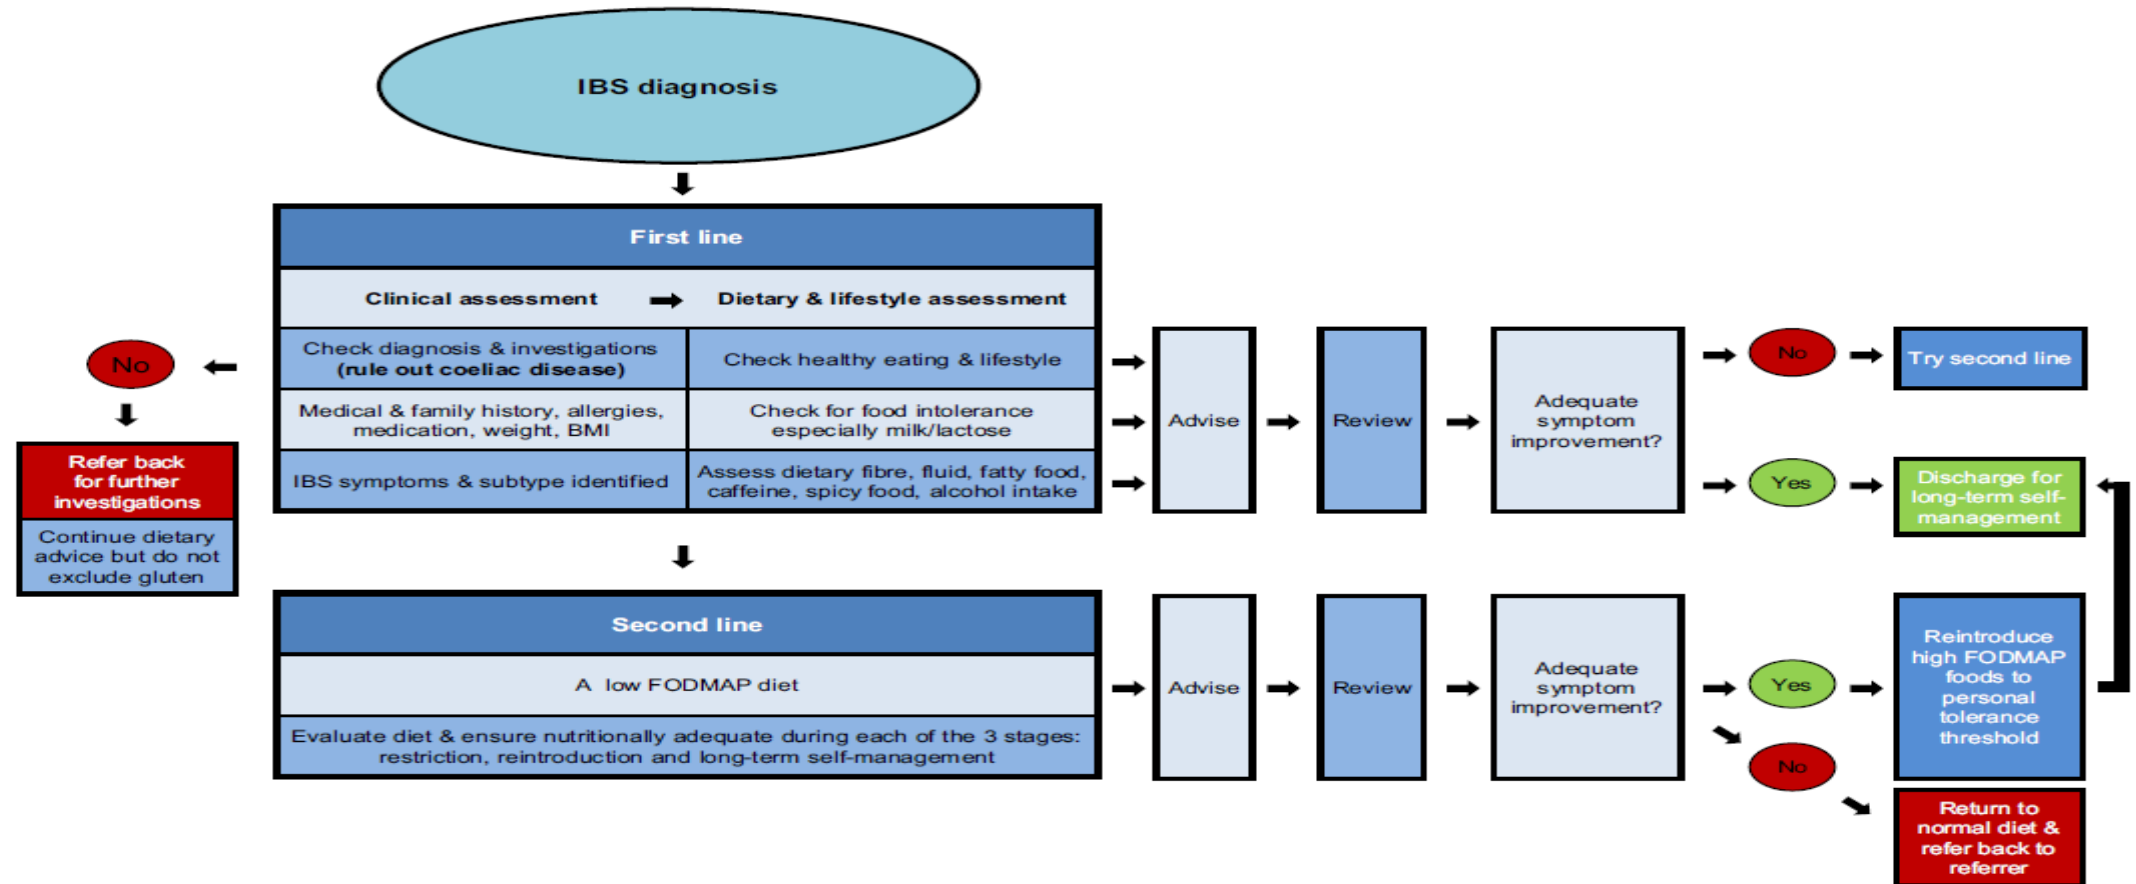 IBS diagnosis
First line
Clinical assessment
Dietary & lifestyle assessment
Check diagnosis & investigations
(rule out coeliac disease)
Check healthy eating & lifestyle
Medical & family history, allergies,
medication, weight, BMI
Check for food intolerance
especially milk/lactose
IBS symptoms & subtype identified
Assess dietary fibre, fluid, fatty food,
caffeine, spicy food, alcohol intake
No
Refer back
for further
investigations
Continue dietary
advice but do not
exclude gluten
Advise
Review
Adequate
symptom
improvement?
No
Try second line
Yes
Discharge for
long-term self-
management
Second line
A low FODMAP diet
Evaluate diet & ensure nutritionally adequate during each of the 3 stages:
restriction, reintroduction and long-term self-management
Advise
Review
Adequate
symptom
improvement?
Yes
Reintroduce
high FODMAP
foods to
personal
tolerance
threshold
No
Return to
normal diet &
refer back to
referrer